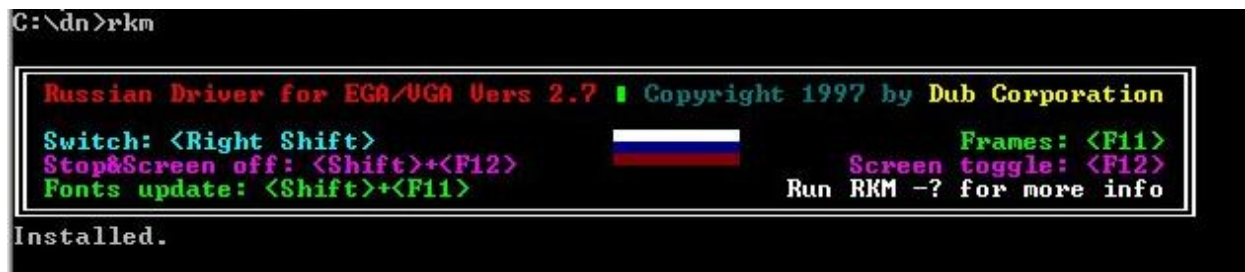 C:\dn>rkm
Russian Driver for EGA/VGA Vers 2.7 ▮ Copyright 1997 by Dub Corporation
Switch: <Right Shift> Frames: <F11>
Stop&Screen off: <Shift>+<F12> Screen toggle: <F12>
Fonts update: <Shift>+<F11> Run RKM -? for more info
Installed.